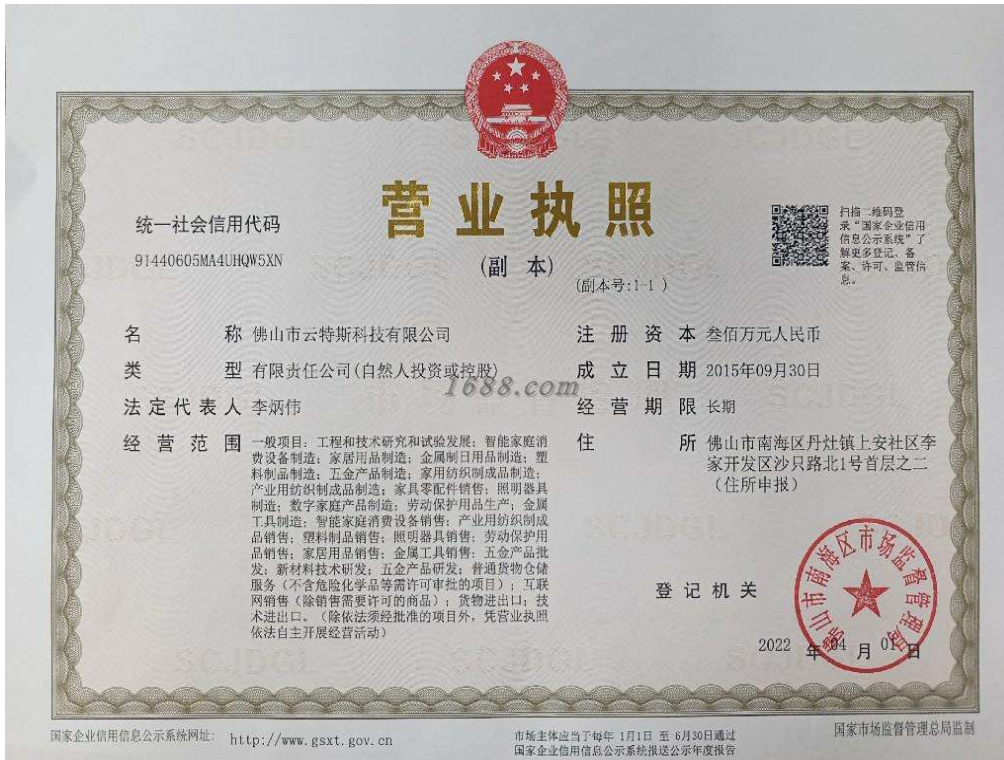 营业执照
(副 本)
(副本号:1-1 )
统一社会信用代码
91440605MA4UHQW5XN
扫描二维码登
录“国家企业信用
信息公示系统”了
解更多登记、备
案、许可、监管信
息。
名 称 佛山市云特斯科技有限公司
类 型 有限责任公司(自然人投资或控股)
法定代表人 李炳伟
经营范围 一般项目：工程和技术研究和试验发展；智能家庭消
费设备制造；家居用品制造；金属制日用品制造；塑
料制品制造；五金产品制造；家用纺织制成品制造；
产业用纺织制成品制造；家具零配件销售；照明器具
制造；数字家庭产品制造；劳动保护用品生产；金属
工具制造；智能家庭消费设备销售；产业用纺织制成
品销售；塑料制品销售；照明器具销售；劳动保护用
品销售；家居用品销售；金属工具销售；五金产品批
发；新材料技术研发；五金产品研发；普通货物仓储
服务（不含危险化学品等需许可审批的项目）；互联
网销售（除销售需要许可的商品）；货物进出口；技
术进出口。（除依法须经批准的项目外，凭营业执照
依法自主开展经营活动）
注册资本 叁佰万元人民币
成立日期 2015年09月30日
经营期限 长期
住 所 佛山市南海区丹灶镇上安社区李
家开发区沙只路北1号首层之二
（住所申报）
1688.com
登记机关
佛山市南海区市场监督管理局
2022 年 04 月 01 日
国家企业信用信息公示系统网址: http://www.gsxt.gov.cn
市场主体应当于每年 1月1日 至 6月30日通过
国家企业信用信息公示系统报送公示年度报告
国家市场监督管理总局监制